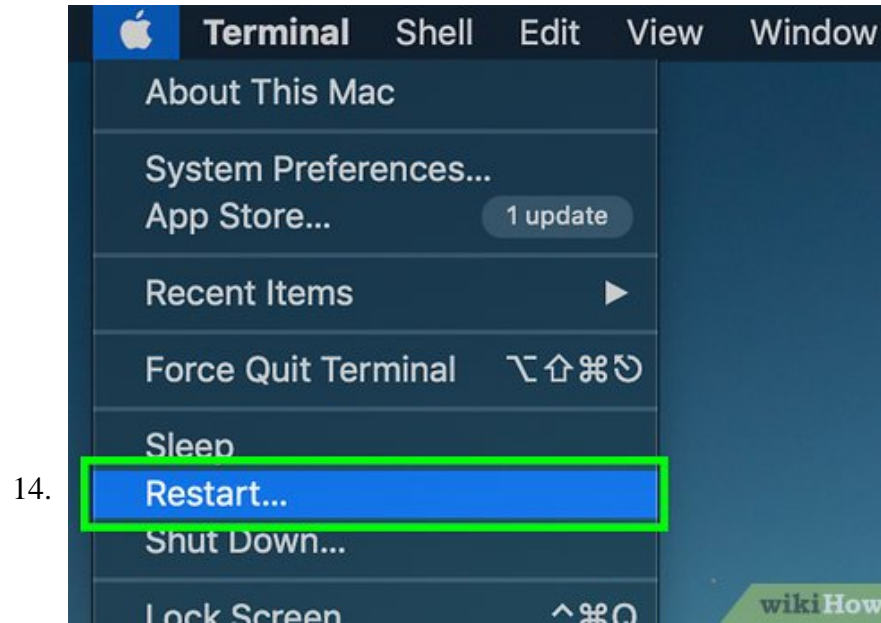 Terminal Shell Edit View Window
About This Mac
System Preferences...
App Store... 1 update
Recent Items ▶
Force Quit Terminal ⌥⇧⌘⎋
Sleep
14. Restart...
Shut Down...
Lock Screen ^⌘Q
wikiHow